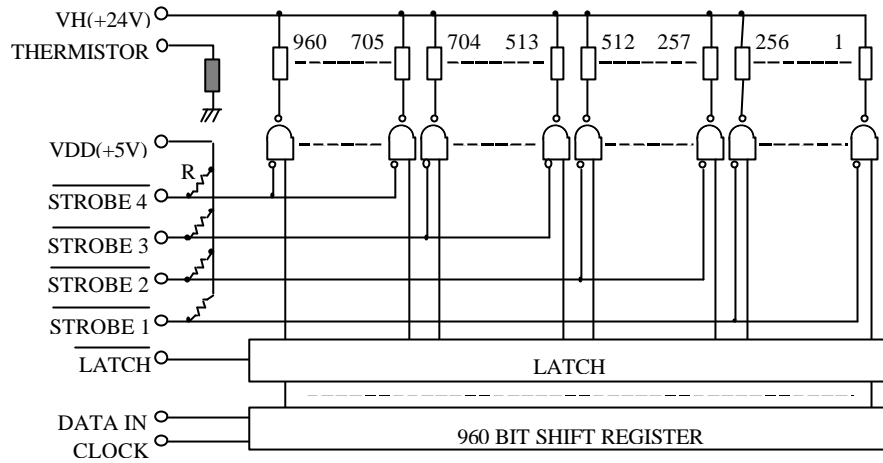 VH(+24V)
THERMISTOR
960 705 704 513 512 257 256 1
VDD(+5V)
R
STROBE 4
STROBE 3
STROBE 2
STROBE 1
LATCH
LATCH
DATA IN
CLOCK
960 BIT SHIFT REGISTER